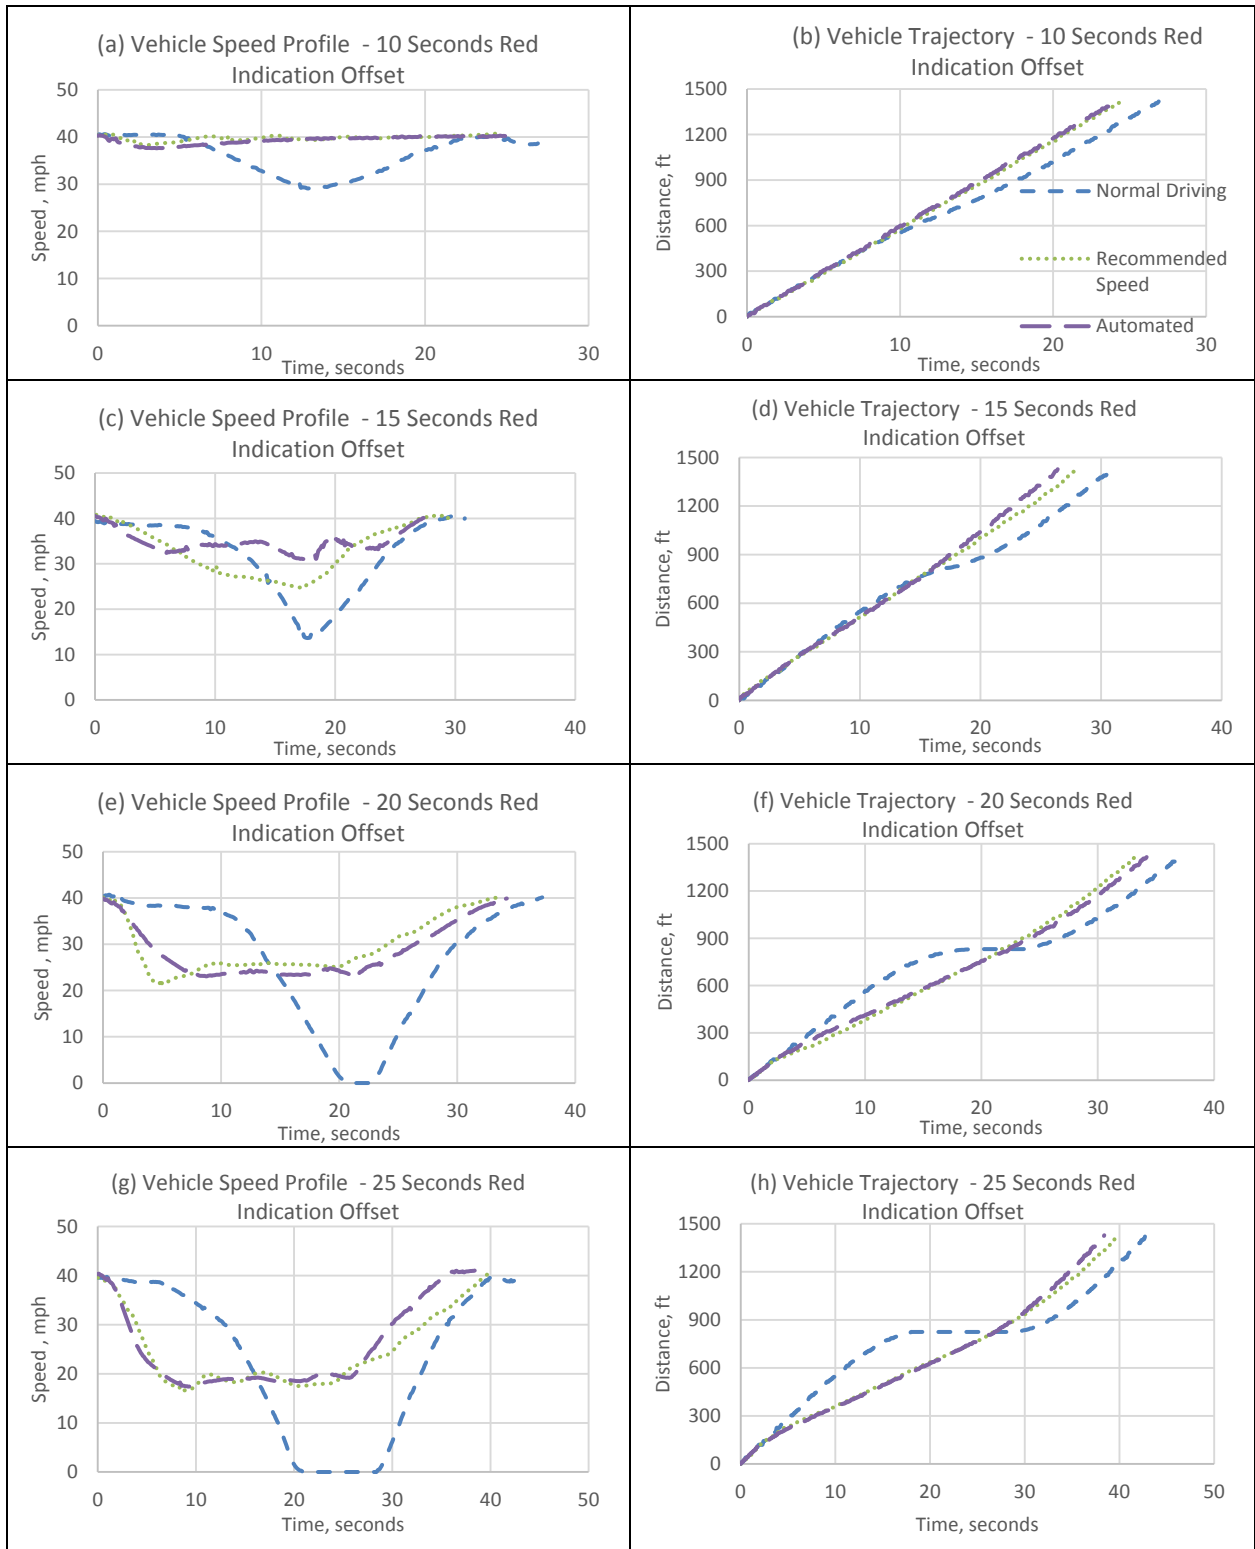 (a) Vehicle Speed Profile - 10 Seconds Red
Indication Offset
50
40
30
20
10
0
Speed , mph
0 10 20 30
Time, seconds
(b) Vehicle Trajectory - 10 Seconds Red
Indication Offset
1500
1200
900
600
300
0
Distance, ft
Normal Driving
Recommended
Speed
Automated
0 10 20 30
Time, seconds
(c) Vehicle Speed Profile - 15 Seconds Red
Indication Offset
50
40
30
20
10
0
Speed , mph
0 10 20 30 40
Time, seconds
(d) Vehicle Trajectory - 15 Seconds Red
Indication Offset
1500
1200
900
600
300
0
Distance, ft
0 10 20 30 40
Time, seconds
(e) Vehicle Speed Profile - 20 Seconds Red
Indication Offset
50
40
30
20
10
0
Speed , mph
0 10 20 30 40
Time, seconds
(f) Vehicle Trajectory - 20 Seconds Red
Indication Offset
1500
1200
900
600
300
0
Distance, ft
0 10 20 30 40
Time, seconds
(g) Vehicle Speed Profile - 25 Seconds Red
Indication Offset
50
40
30
20
10
0
Speed , mph
0 10 20 30 40 50
Time, seconds
(h) Vehicle Trajectory - 25 Seconds Red
Indication Offset
1500
1200
900
600
300
0
Distance, ft
0 10 20 30 40 50
Time, seconds